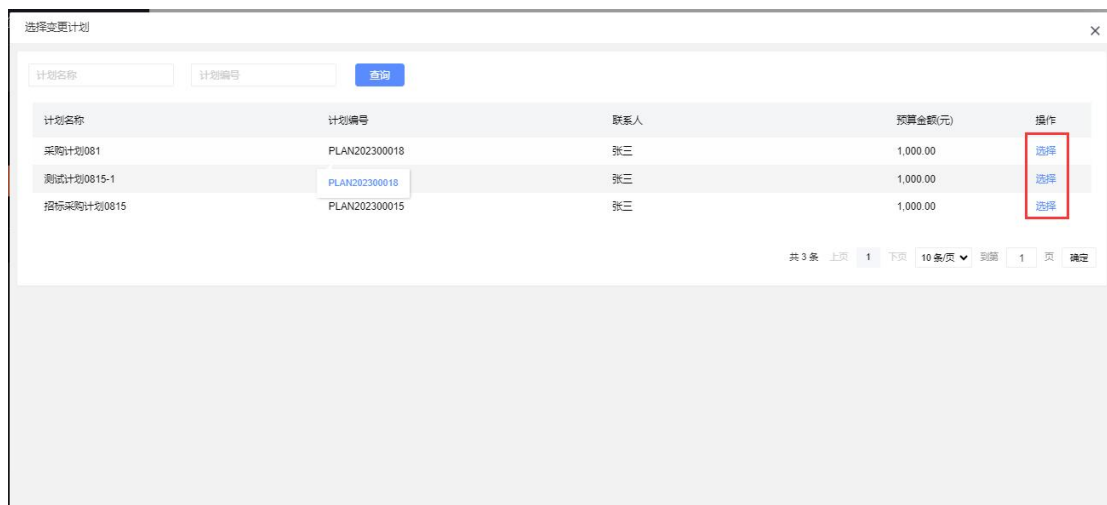 选择变更计划 ×
计划名称 计划编号 查询
计划名称 计划编号 联系人 预算金额(元) 操作
采购计划081 PLAN202300018 张三 1,000.00 选择
测试计划0815-1 PLAN202300018 张三 1,000.00 选择
招标采购计划0815 PLAN202300015 张三 1,000.00 选择
共 3 条 上页 1 下页 10 条/页 到第 1 页 确定